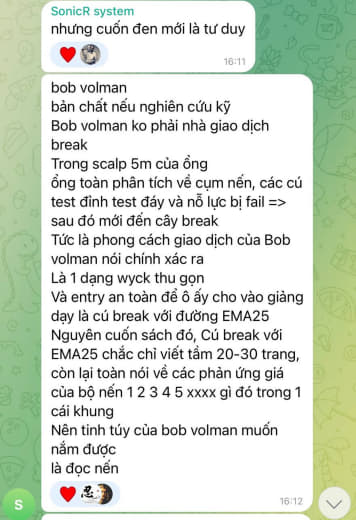 SonicR system
nhưng cuốn đen mới là tư duy
16:11
bob volman
bản chất nếu nghiên cứu kỹ
Bob volman ko phải nhà giao dịch
break
Trong scalp 5m của ổng
ổng toàn phân tích về cụm nến, các cú
test đỉnh test đáy và nỗ lực bị fail =>
sau đó mới đến cây break
Tức là phong cách giao dịch của Bob
volman nói chính xác ra
Là 1 dạng wyck thu gọn
Và entry an toàn để ô ấy cho vào giảng
dạy là cú break với đường EMA25
Nguyên cuốn sách đó, Cú break với
EMA25 chắc chỉ viết tầm 20-30 trang,
còn lại toàn nói về các phản ứng giá
của bộ nến 1 2 3 4 5 xxxx gì đó trong 1
cái khung
Nên tinh túy của bob volman muốn
nắm được
là đọc nến
忍
16:12
S